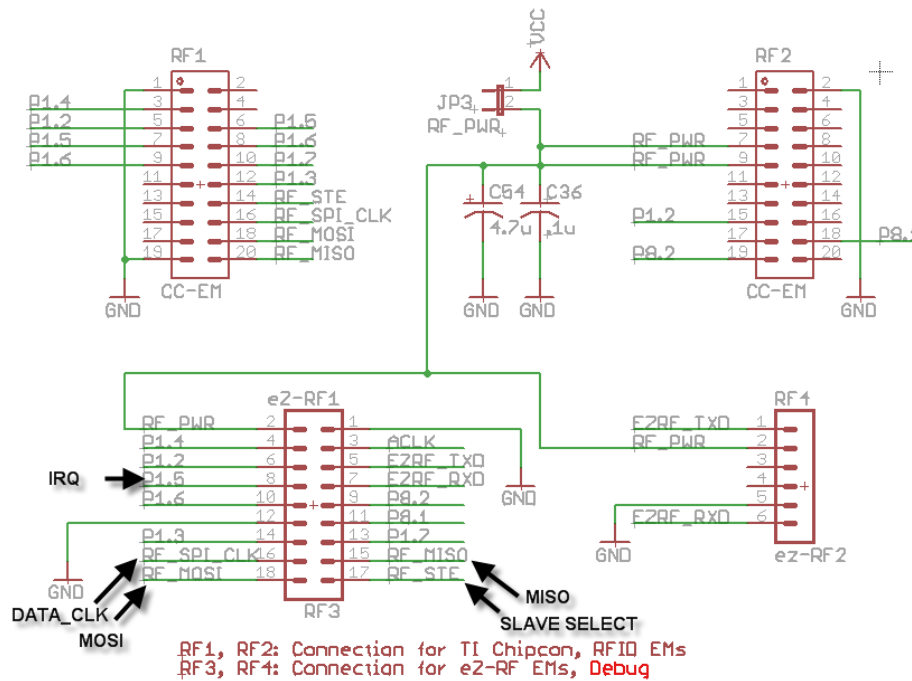 VCC
RF1
RF2
1 2
3 4
5 6
7 8
9 10
11 12
13 14
15 16
17 18
19 20
P1.4
P1.2
P1.5
P1.6
P1.5
P1.6
P1.7
P1.3
RF_STE
RF_SPI_CLK
RF_MOSI
RF_MISO
CC-EM
GND
JP3
1
2
RF_PWR
RF_PWR
RF_PWR
C54
4.7u
C36
.1u
GND
GND
1 2
3 4
5 6
7 8
9 10
11 12
13 14
15 16
17 18
19 20
P1.2
P8.2
CC-EM
GND
eZ-RF1
RF_PWR 2 1
P1.4 4 3 ACLK
P1.2 6 5 EZRF_TXD
IRQ P1.5 8 7 EZRF_RXD
P1.6 10 9 P8.2
12 11 P8.1
P1.3 14 13 P1.7
RF_SPI_CLK 16 15 RF_MISO
RF_MOSI 18 17 RF_STE
GND
GND
RF3
DATA_CLK
MOSI
MISO
SLAVE SELECT
RF4
EZRF_TXD 1
RF_PWR 2
3
4
5
EZRF_RXD 6
GND
ez-RF2
RF1, RF2: Connection for TI Chipcon, RFID EMs
RF3, RF4: Connection for eZ-RF EMs, Debug